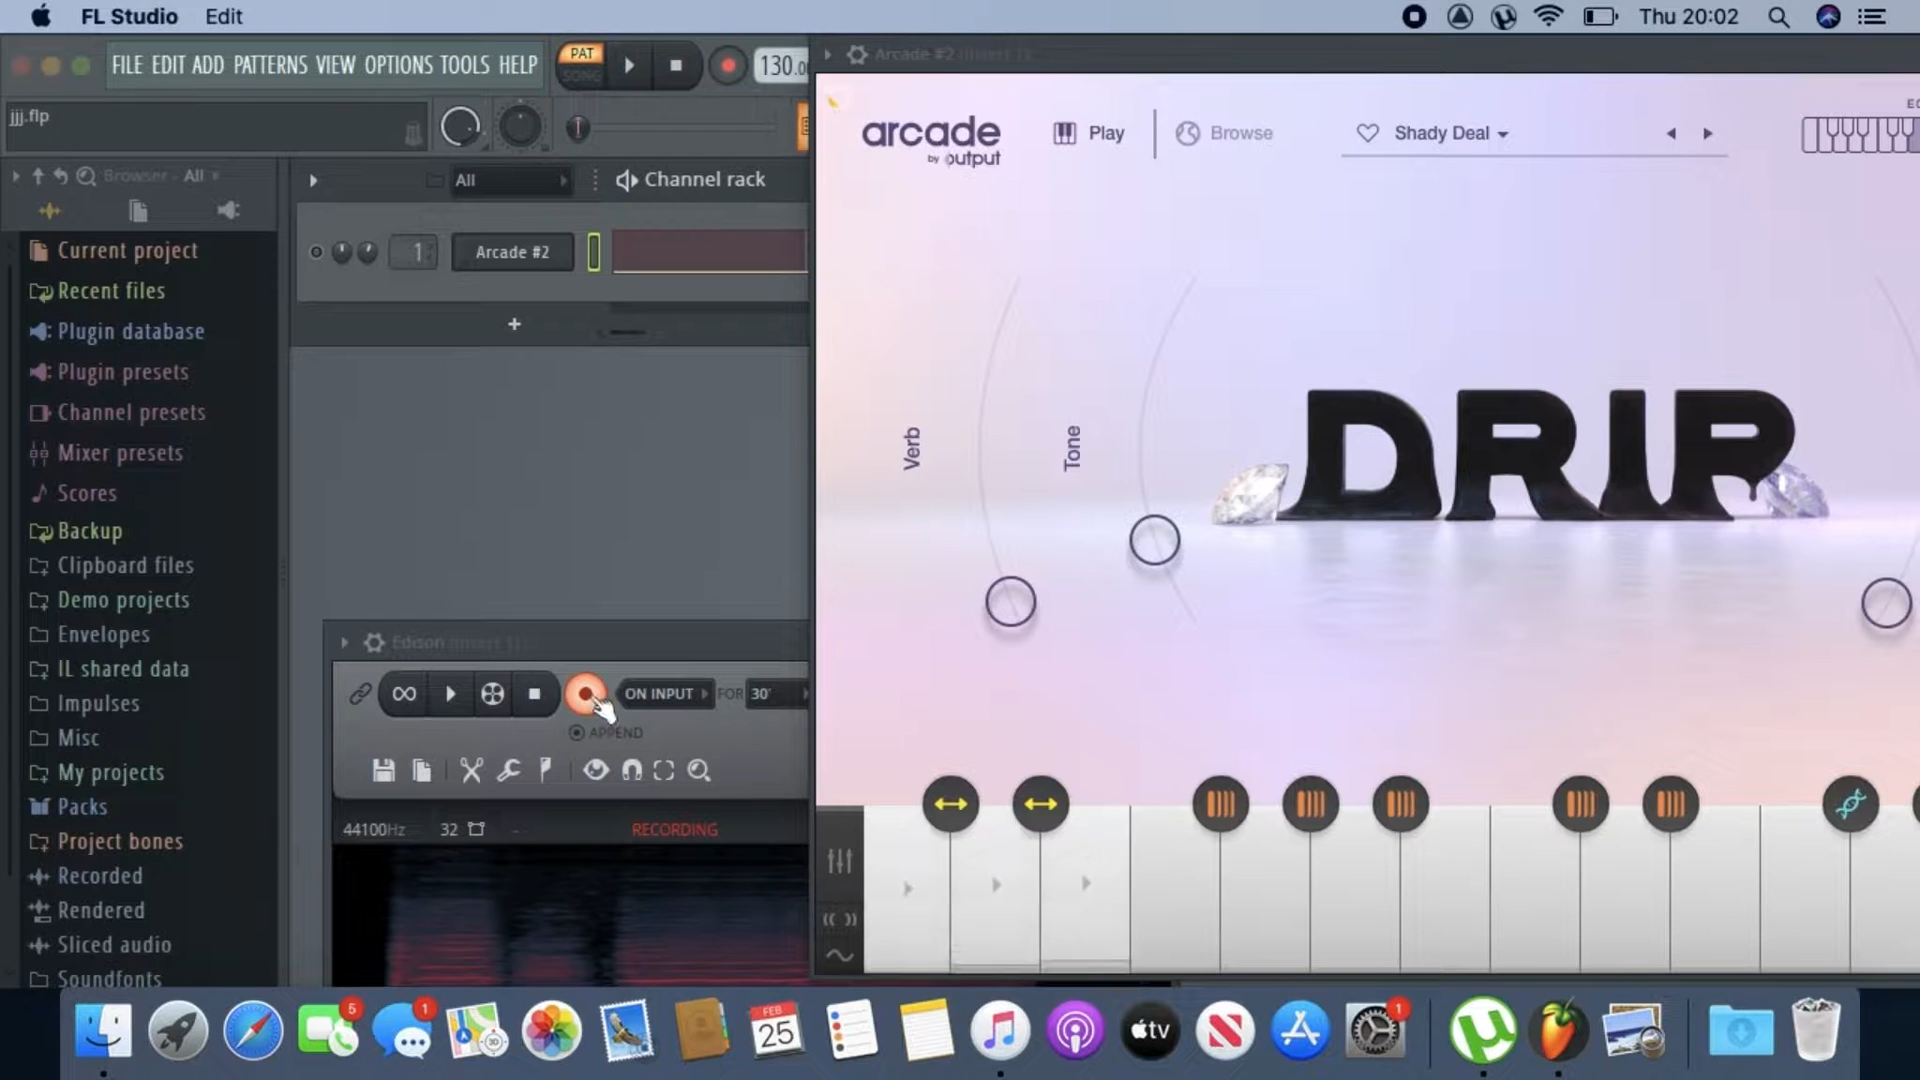 FL Studio Edit Thu 20:02
FILE EDIT ADD PATTERNS VIEW OPTIONS TOOLS HELP
PAT
SONG
130.0
Arcade #2
jjj.flp
arcade
by output
Play
Browse
Shady Deal
Browser - All
All
Channel rack
Current project
Recent files
Plugin database
Plugin presets
Channel presets
Mixer presets
Scores
Backup
Clipboard files
Demo projects
Envelopes
IL shared data
Impulses
Misc
My projects
Packs
Project bones
Recorded
Rendered
Sliced audio
Soundfonts
1
Arcade #2
+
Verb
Tone
DRIP
Edison
ON INPUT
FOR
30'
APPEND
44100Hz
32
RECORDING
5
1
3D
FEB
25
tv
1